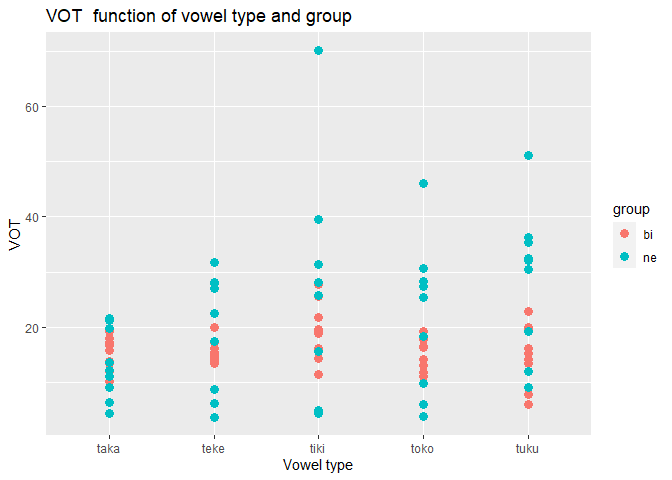 VOT  function of vowel type and group
VOT
60
40
20
taka teke tiki toko tuku
Vowel type
group
bi
ne